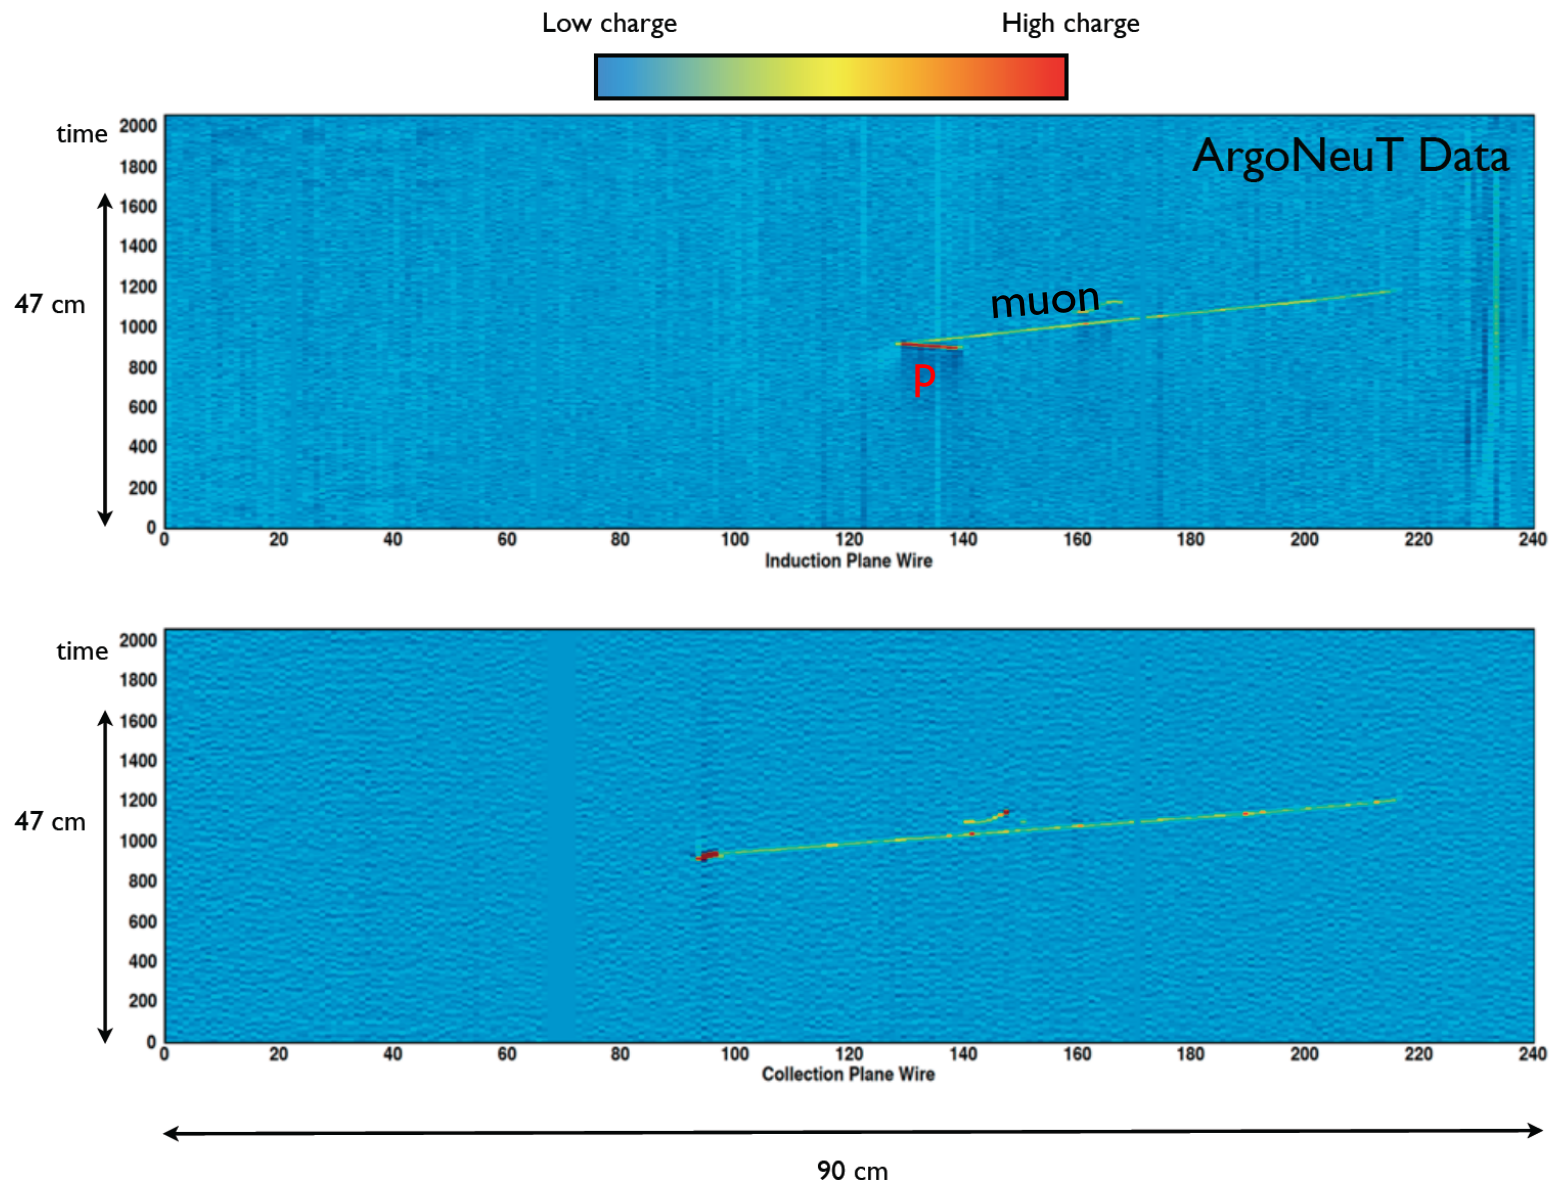 Low charge High charge
time
2000
1800
1600
1400
1200
1000
800
600
400
200
0
47 cm
ArgoNeuT Data
muon
p
0 20 40 60 80 100 120 140 160 180 200 220 240
Induction Plane Wire
time
2000
1800
1600
1400
1200
1000
800
600
400
200
0
47 cm
0 20 40 60 80 100 120 140 160 180 200 220 240
Collection Plane Wire
90 cm